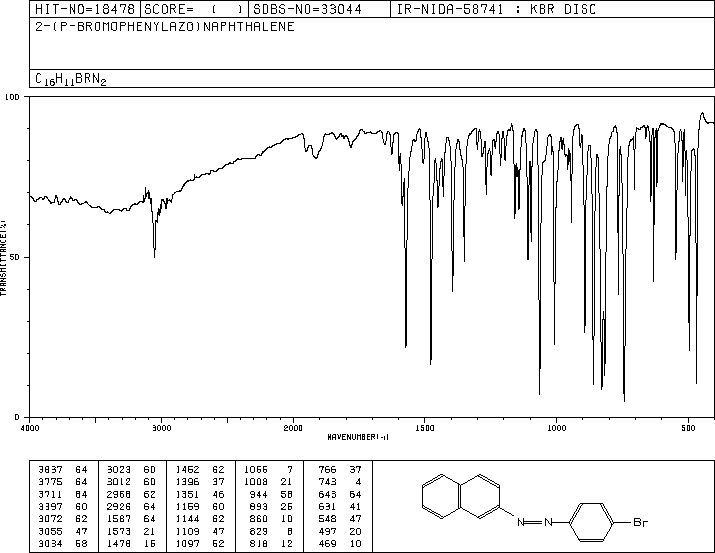 HIT-NO=18478 SCORE= ( ) SDBS-NO=33044 IR-NIDA-58741 : KBR DISC
2-(P-BROMOPHENYLAZO)NAPHTHALENE
C16H11BRN2
100
50
0
TRANSMITTANCE(%)
4000 3000 2000 1500 1000 500
WAVENUMBER(-1)
3837 64 3023 60 1452 62 1066 7 766 37
3775 64 3012 60 1396 37 1008 21 743 4
3711 64 2968 62 1351 46 944 58 643 64
3397 60 2926 64 1159 60 893 25 631 41
3072 62 1587 64 1144 62 860 10 548 47
3055 47 1573 21 1109 47 829 8 497 20
3034 58 1478 15 1097 52 818 12 469 10
N=N
Br